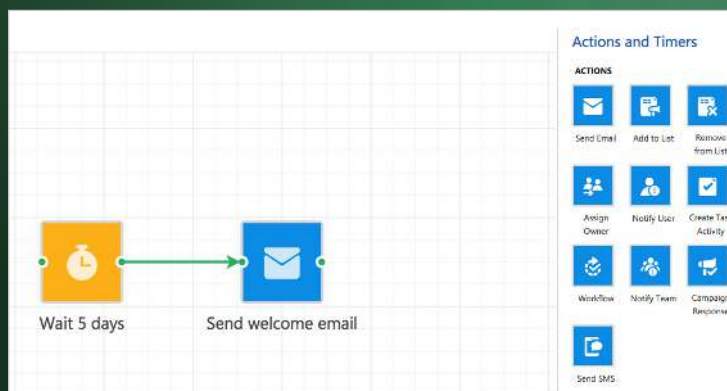 Actions and Timers
ACTIONS
Send Email
Add to List
Remove
from List
Assign
Owner
Notify User
Create Tas
Activity
Workflow
Notify Team
Campaign
Response
Send SMS
Wait 5 days
Send welcome email